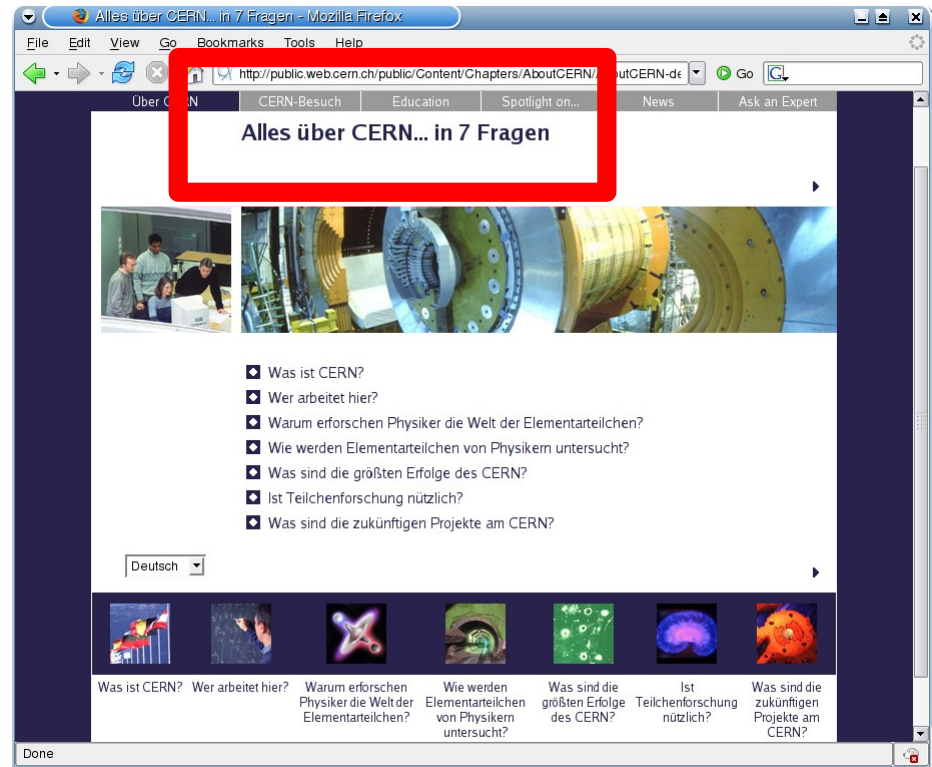 Alles über CERN... in 7 Fragen - Mozilla Firefox
File Edit View Go Bookmarks Tools Help
http://public.web.cern.ch/public/Content/Chapters/AboutCERN/ Go
CERN-Besuch Education Spotlight on... News Ask an Expert
Alles über CERN... in 7 Fragen
Was ist CERN?
Wer arbeitet hier?
Warum erforschen Physiker die Welt der Elementarteilchen?
Wie werden Elementarteilchen von Physikern untersucht?
Was sind die größten Erfolge des CERN?
Ist Teilchenforschung nützlich?
Was sind die zukünftigen Projekte am CERN?
Deutsch
Was ist CERN? Wer arbeitet hier? Warum erforschen Wie werden Was sind die Ist Was sind die
Physiker die Welt der Elementarteilchen größten Erfolge Teilchenforschung zukünftigen
Elementarteilchen? von Physikern des CERN? nützlich? Projekte am
untersucht? CERN?
Done